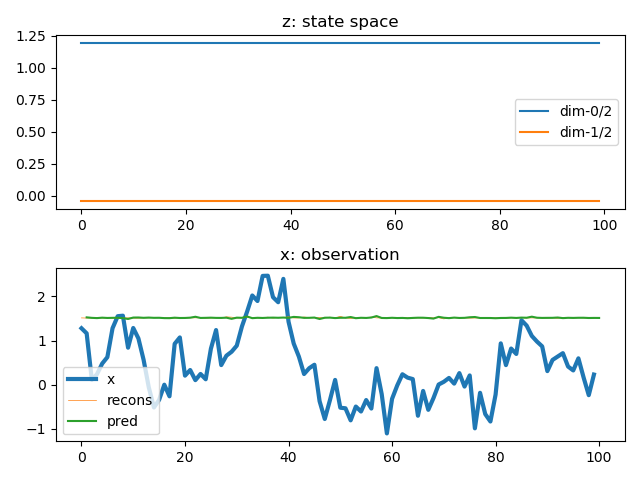 z: state space
1.25
1.00
0.75
0.50
0.25
0.00
dim-0/2
dim-1/2
0 20 40 60 80 100
x: observation
2
1
0
−1
x
recons
pred
0 20 40 60 80 100